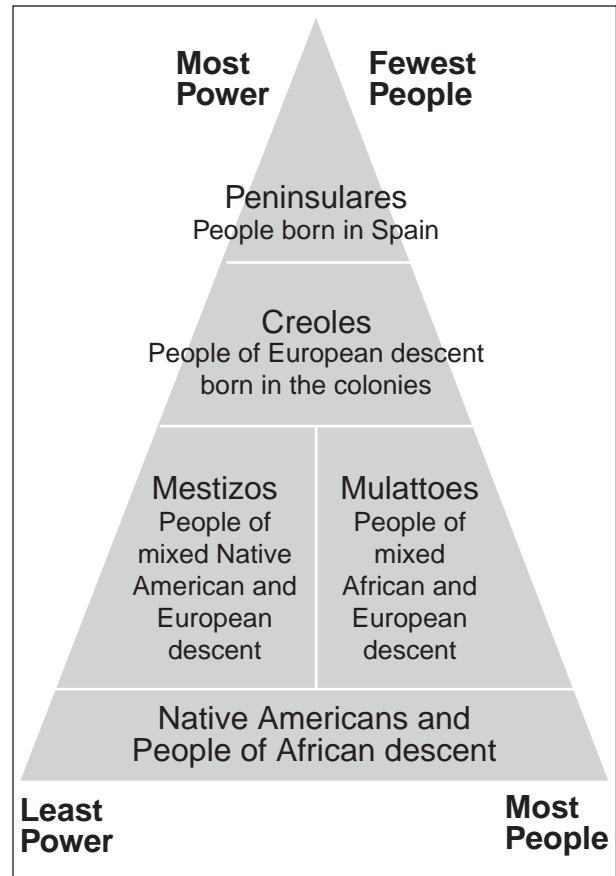 Most
Power
Fewest
People
Peninsulares
People born in Spain
Creoles
People of European descent
born in the colonies
Mestizos
People of
mixed Native
American and
European
descent
Mulattoes
People of
mixed
African and
European
descent
Native Americans and
People of African descent
Least
Power
Most
People